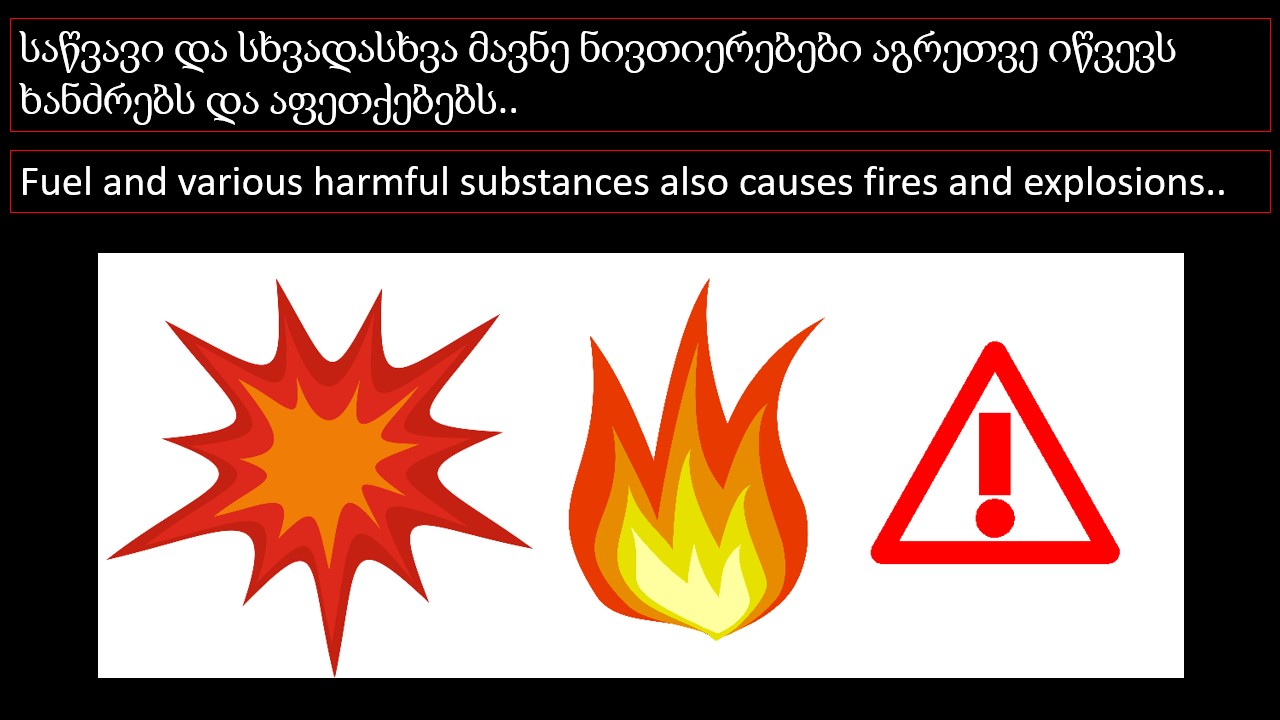 საწვავი და სხვადასხვა მავნე ნივთიერებები აგრეთვე იწვევს
ხანძრებს და აფეთქებებს..
Fuel and various harmful substances also causes fires and explosions..